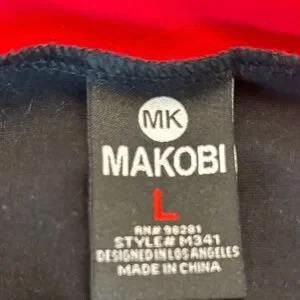 MK
MAKOBI
L
RN# 96281
STYLE# M341
DESIGNED IN LOS ANGELES
MADE IN CHINA